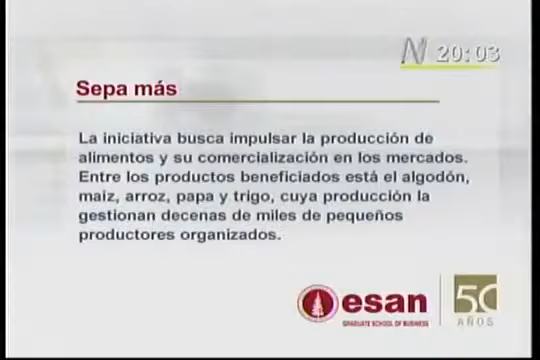 N 20:03
Sepa más
La iniciativa busca impulsar la producción de
alimentos y su comercialización en los mercados.
Entre los productos beneficiados está el algodón,
maiz, arroz, papa y trigo, cuya producción la
gestionan decenas de miles de pequeños
productores organizados.
esan
GRADUATE SCHOOL OF BUSINESS
50
AÑOS